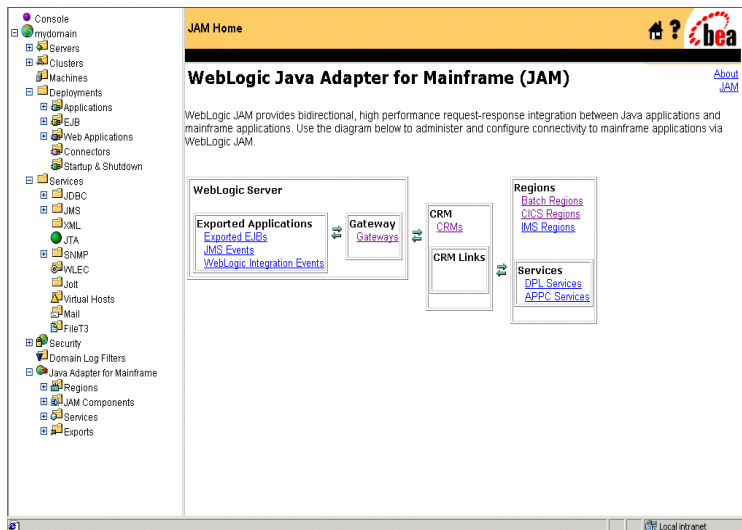 Console
mydomain
Servers
Clusters
Machines
Deployments
Applications
EJB
Web Applications
Connectors
Startup & Shutdown
Services
JDBC
JMS
XML
JTA
SNMP
WLEC
Jolt
Virtual Hosts
Mail
FileT3
Security
Domain Log Filters
Java Adapter for Mainframe
Regions
JAM Components
Services
Exports
JAM Home
?
bea
WebLogic Java Adapter for Mainframe (JAM)
About
JAM
WebLogic JAM provides bidirectional, high performance request-response integration between Java applications and
mainframe applications. Use the diagram below to administer and configure connectivity to mainframe applications via
WebLogic JAM.
WebLogic Server
Exported Applications
Exported EJBs
JMS Events
WebLogic Integration Events
Gateway
Gateways
CRM
CRMs
CRM Links
Regions
Batch Regions
CICS Regions
IMS Regions
Services
DPL Services
APPC Services
Local intranet